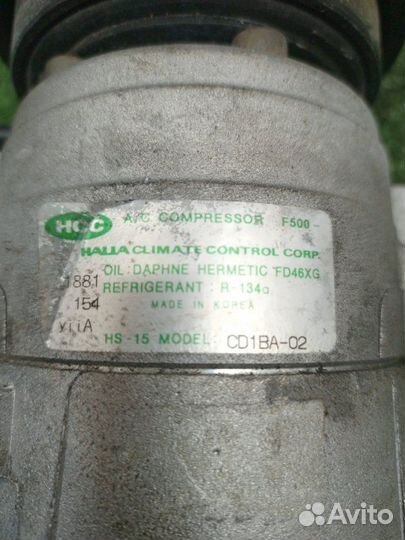 HCC A/C COMPRESSOR F500-
HALLA CLIMATE CONTROL CORP.
OIL : DAPHNE HERMETIC FD46XG
1881 REFRIGERANT : R-134a
154 MADE IN KOREA
HS-15 MODEL: CD1BA-02
Avito